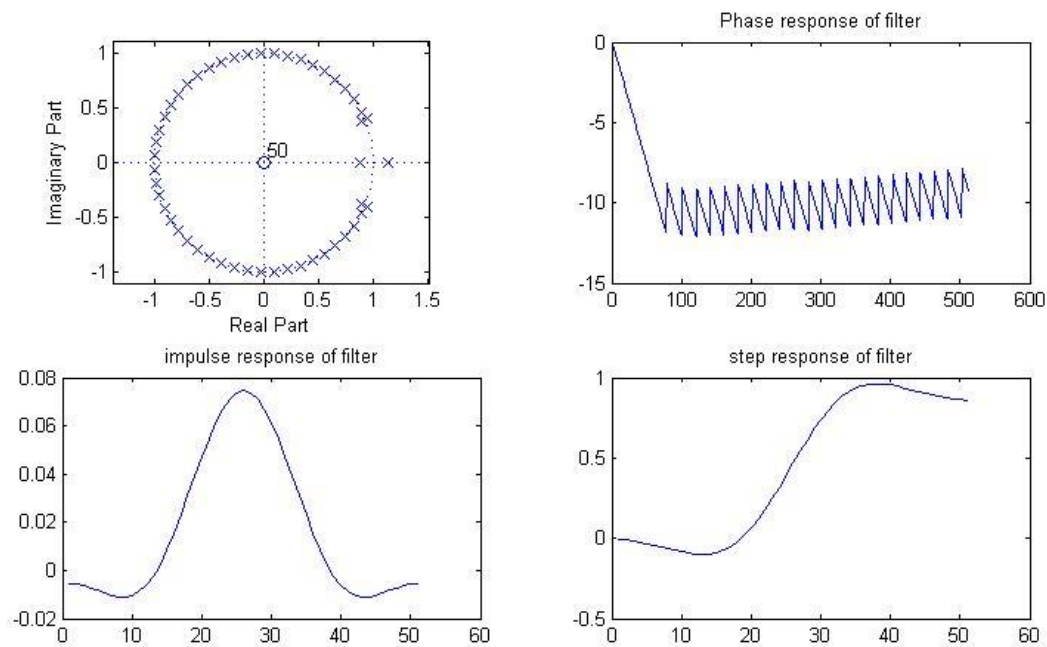 1
0.5
0
-0.5
-1
Imaginary Part
50
-1 -0.5 0 0.5 1 1.5
Real Part
Phase response of filter
0
-5
-10
-15
0 100 200 300 400 500 600
impulse response of filter
0.08
0.06
0.04
0.02
0
-0.02
0 10 20 30 40 50 60
step response of filter
1
0.5
0
-0.5
0 10 20 30 40 50 60